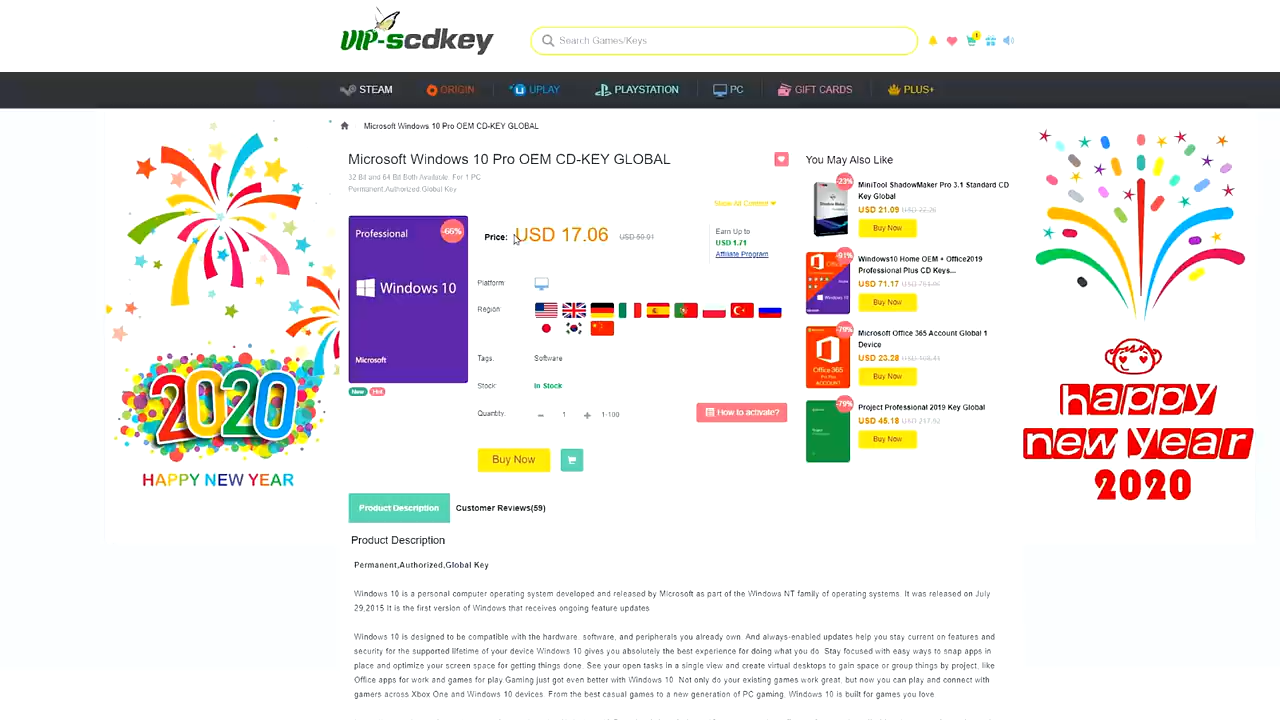 VIP-scdkey
Search Games/Keys
1
STEAM
ORIGIN
UPLAY
PLAYSTATION
PC
GIFT CARDS
PLUS+
Microsoft Windows 10 Pro OEM CD-KEY GLOBAL
Microsoft Windows 10 Pro OEM CD-KEY GLOBAL
32 Bit and 64 Bit Both Available. For 1 PC
Permanent,Authorized,Global Key
Show All Content
Professional
-66%
Windows 10
Microsoft
New
Hot
Price: USD 17.06
Earn Up to
USD 1.71
Affiliate Program
Platform:
Region:
Tags:
Software
Stock:
In Stock
Quantity:
1
1-100
How to activate?
Buy Now
You May Also Like
-23%
MiniTool ShadowMaker Pro 3.1 Standard CD
Key Global
USD 21.09
Buy Now
-91%
Windows10 Home OEM + Office2019
Professional Plus CD Keys...
USD 71.17
Buy Now
-79%
Microsoft Office 365 Account Global 1
Device
USD 23.28
Buy Now
-79%
Project Professional 2019 Key Global
USD 45.18
Buy Now
2020
HAPPY NEW YEAR
happy
new year
2020
Product Description
Customer Reviews(59)
Product Description
Permanent,Authorized,Global Key
Windows 10 is a personal computer operating system developed and released by Microsoft as part of the Windows NT family of operating systems. It was released on July
29,2015 It is the first version of Windows that receives ongoing feature updates
Windows 10 is designed to be compatible with the hardware, software, and peripherals you already own. And always-enabled updates help you stay current on features and
security for the supported lifetime of your device Windows 10 gives you absolutely the best experience for doing what you do. Stay focused with easy ways to snap apps in
place and optimize your screen space for getting things done. See your open tasks in a single view and create virtual desktops to gain space or group things by project, like
Office apps for work and games for play Gaming just got even better with Windows 10. Not only do your existing games work great, but now you can play and connect with
gamers across Xbox One and Windows 10 devices. From the best casual games to a new generation of PC gaming, Windows 10 is built for games you love